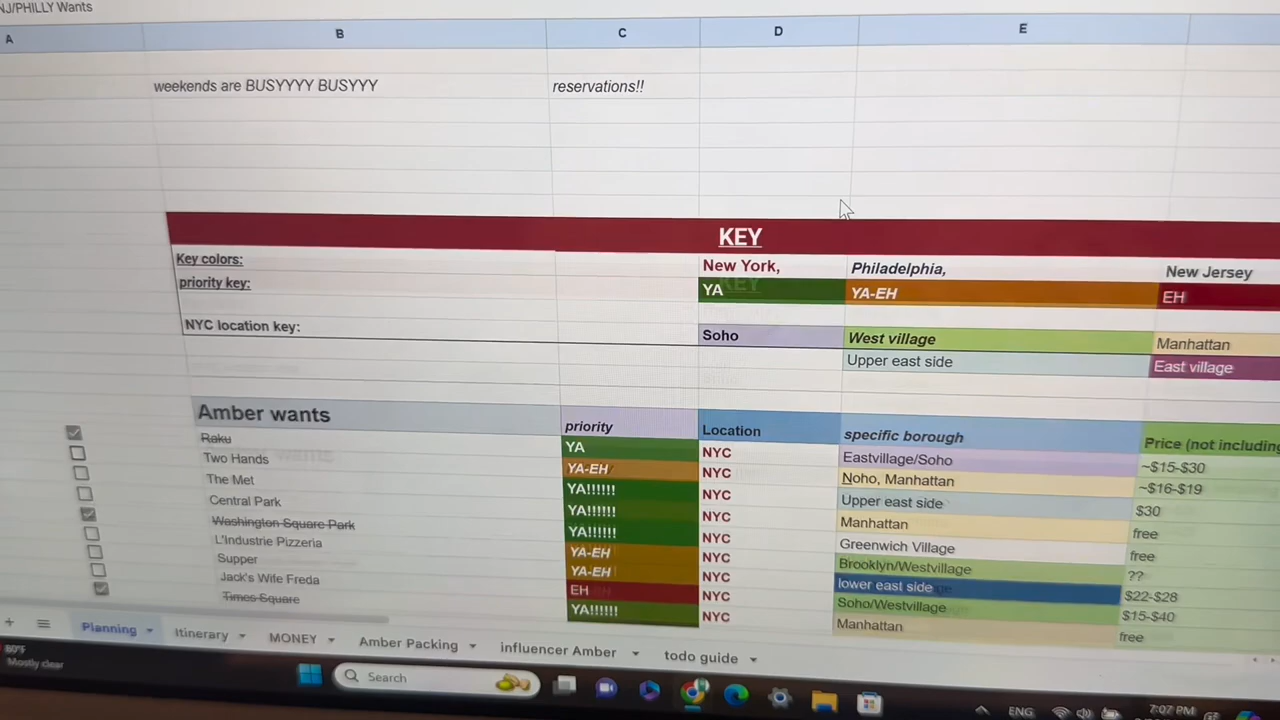 NJ/PHILLY Wants
A B C D E
weekends are BUSYYYY BUSYYY reservations!!
KEY
Key colors: New York, Philadelphia, New Jersey
priority key: YA YA-EH EH
NYC location key: Soho West village Manhattan
Upper east side East village
Amber wants priority Location specific borough Price (not including
Raku YA NYC Eastvillage/Soho ~$15-$30
Two Hands YA-EH NYC Noho, Manhattan ~$16-$19
The Met YA!!!!!! NYC Upper east side $30
Central Park YA!!!!!! NYC Manhattan free
Washington Square Park YA!!!!!! NYC Greenwich Village free
L'Industrie Pizzeria YA-EH NYC Brooklyn/Westvillage ??
Supper YA-EH NYC lower east side $22-$28
Jack's Wife Freda EH NYC Soho/Westvillage $15-$40
Times Square YA!!!!!! NYC Manhattan free
Planning Itinerary MONEY Amber Packing influencer Amber todo guide
80°F
Mostly clear
Search ENG 7:07 PM